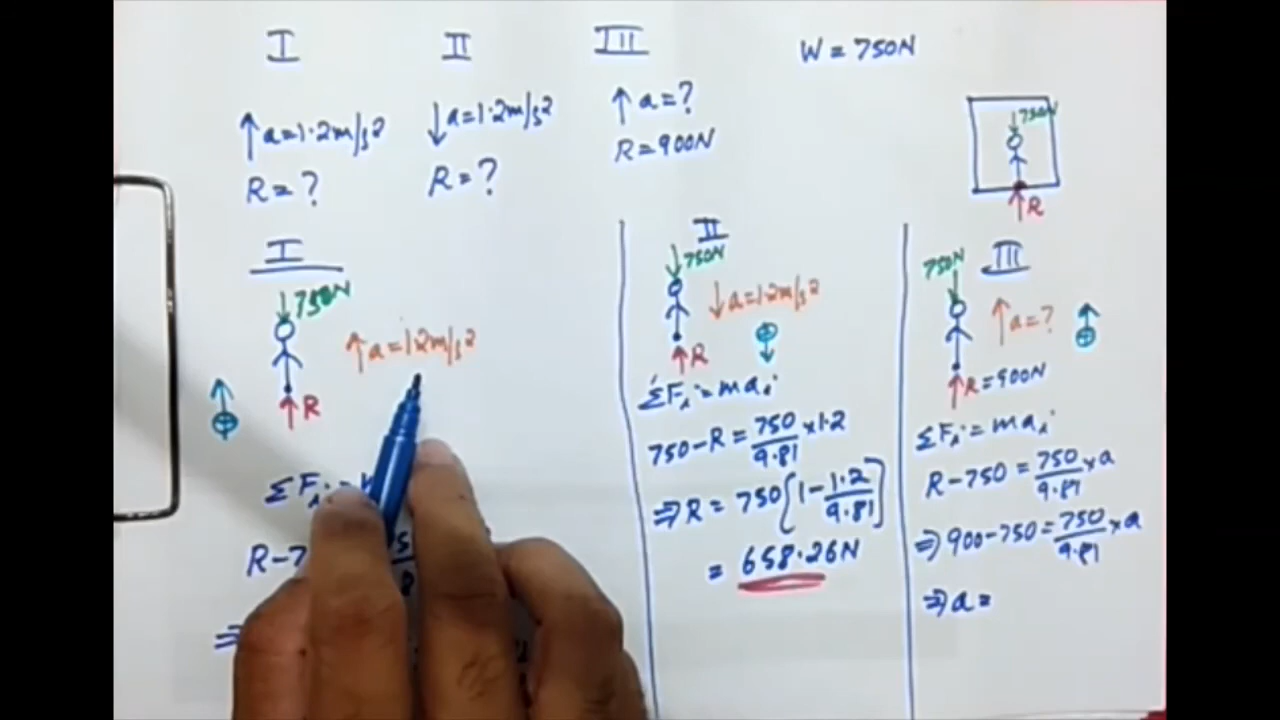 I II III W = 750N
↑ a = 1.2m/s2 ↓ a = 1.2m/s2 ↑ a = ?
R = ? R = ? R = 900N
750N
R
I
750N
↑ a = 1.2m/s2
R
R-7
⇒
II
750N
↓ a = 1.2m/s2
R
ΣFi = mai
750-R = 750/9.81 × 1.2
⇒ R = 750[1 - 1.2/9.81]
= 658.26N
III
750N
↑ a = ?
R = 900N
ΣFi = mai
R-750 = 750/9.81 × a
⇒ 900-750 = 750/9.81 × a
⇒ a =